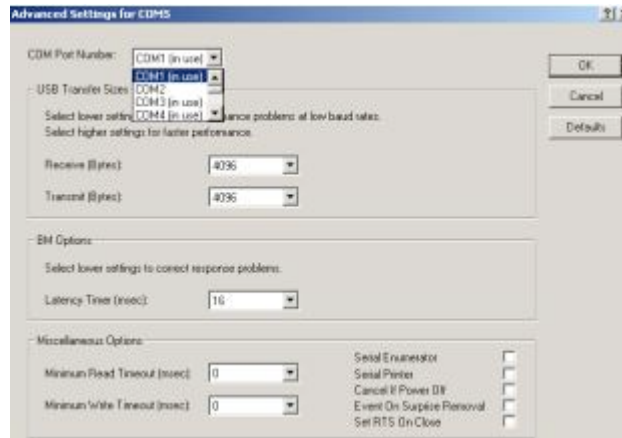 Advanced Settings for COM5
COM Port Number:
COM1 (in use)
COM1 (in use)
COM2
COM3 (in use)
COM4 (in use)
USB Transfer Sizes
Select lower settin
ance problems at low baud rates.
Select higher settings for faster performance.
Receive (Bytes):
4096
Transmit (Bytes):
4096
OK
Cancel
Defaults
BM Options
Select lower settings to correct response problems.
Latency Timer (msec):
16
Miscellaneous Options
Minimum Read Timeout (msec):
0
Minimum Write Timeout (msec):
0
Serial Enumerator
Serial Printer
Cancel If Power Off
Event On Surprise Removal
Set RTS On Close